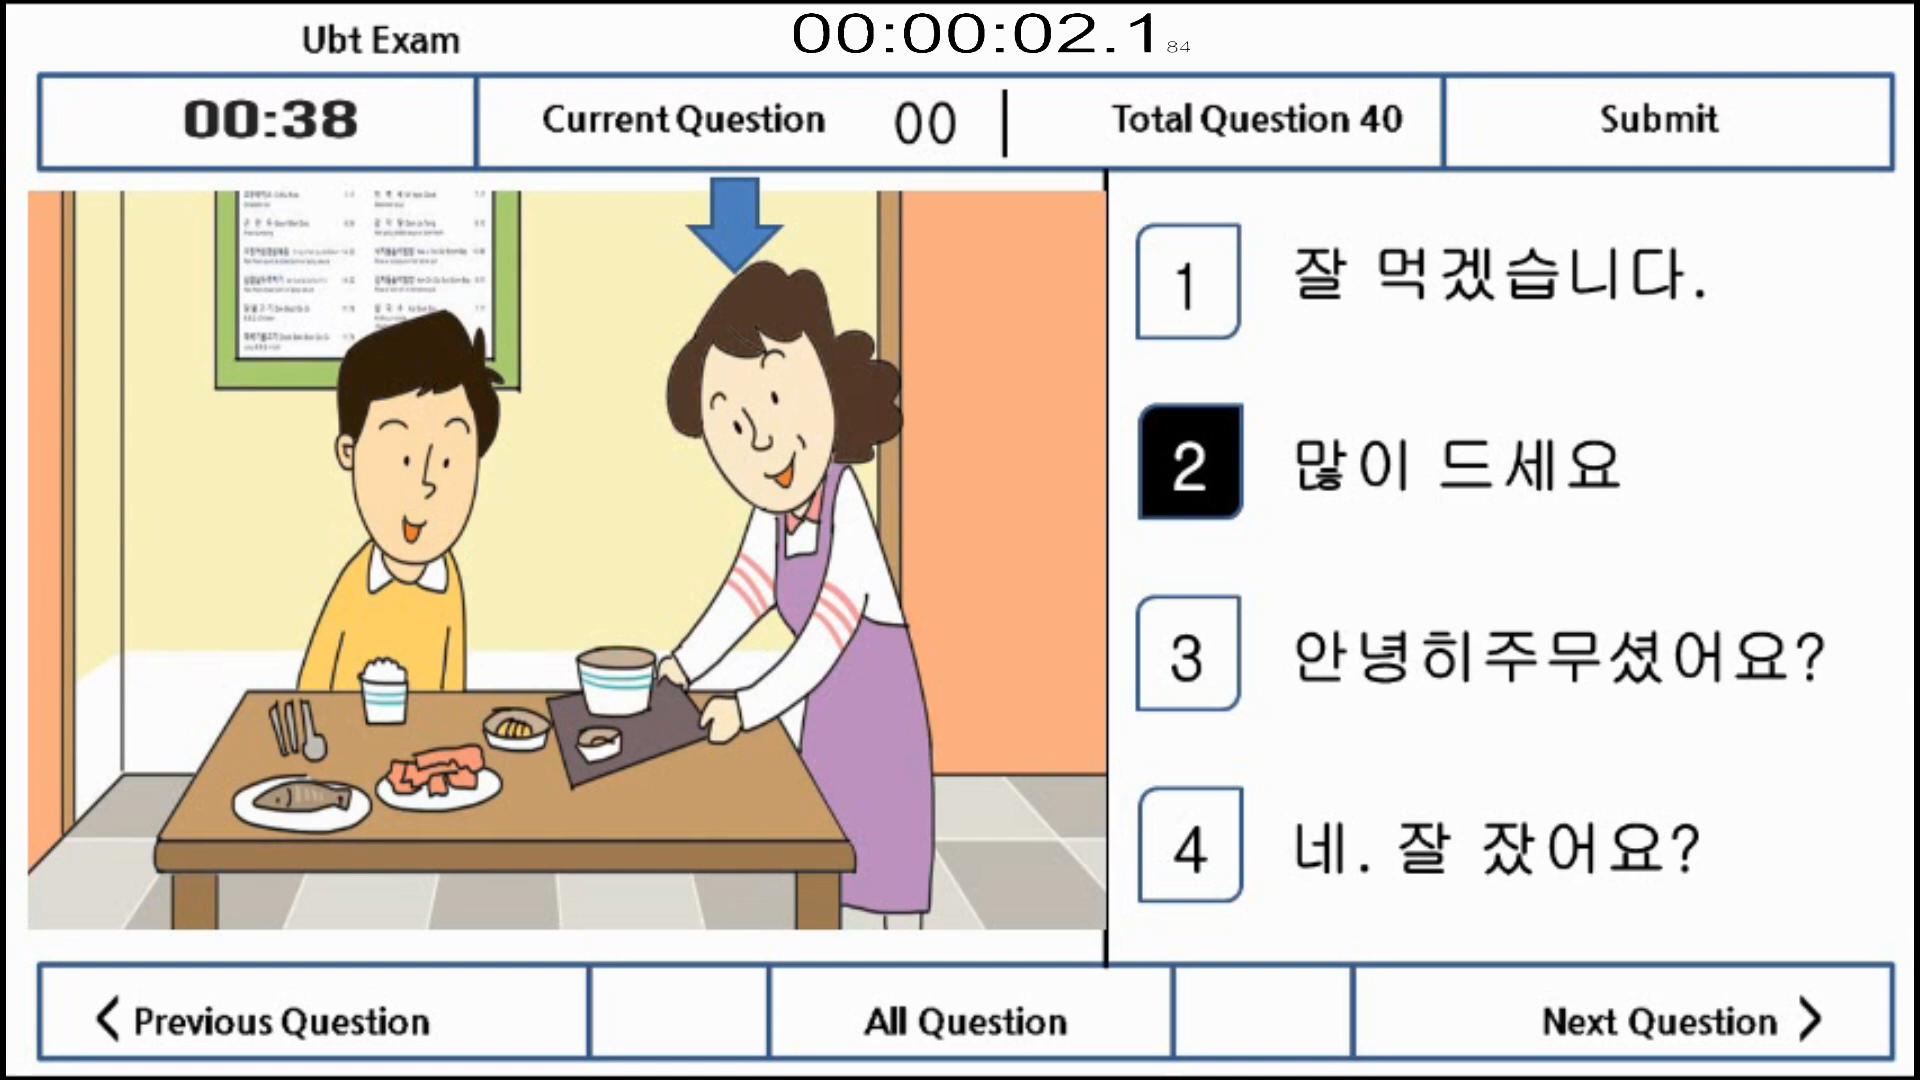 Ubt Exam
00:00:02.184
00:38
Current Question 00
Total Question 40
Submit
1 잘 먹겠습니다.
2 많이 드세요
3 안녕히주무셨어요?
4 네. 잘 잤어요?
Previous Question
All Question
Next Question